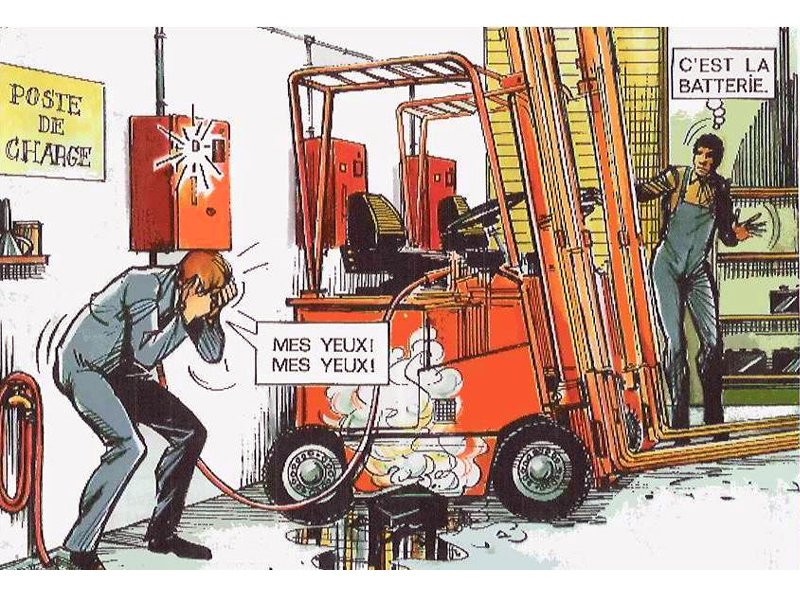 POSTE
DE
CHARGE
C'EST LA
BATTERIE.
MES YEUX!
MES YEUX!